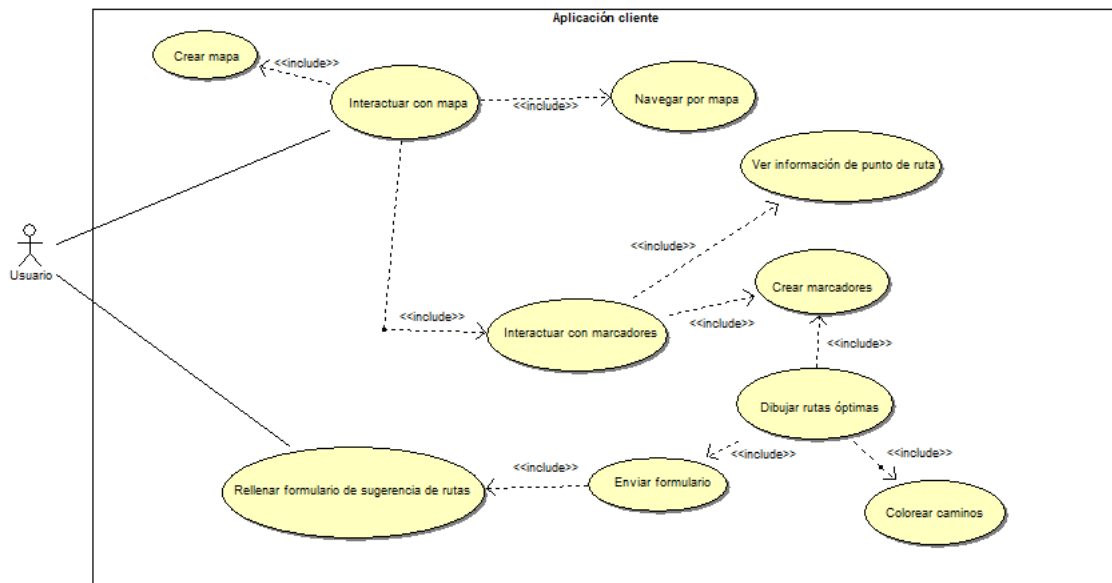 Aplicación cliente
Crear mapa
<<include>>
Interactuar con mapa
<<include>>
Navegar por mapa
Ver información de punto de ruta
<<include>>
Usuario
Crear marcadores
<<include>>
Interactuar con marcadores
<<include>>
<<include>>
Dibujar rutas óptimas
<<include>>
<<include>>
<<include>>
Rellenar formulario de sugerencia de rutas
Enviar formulario
Colorear caminos